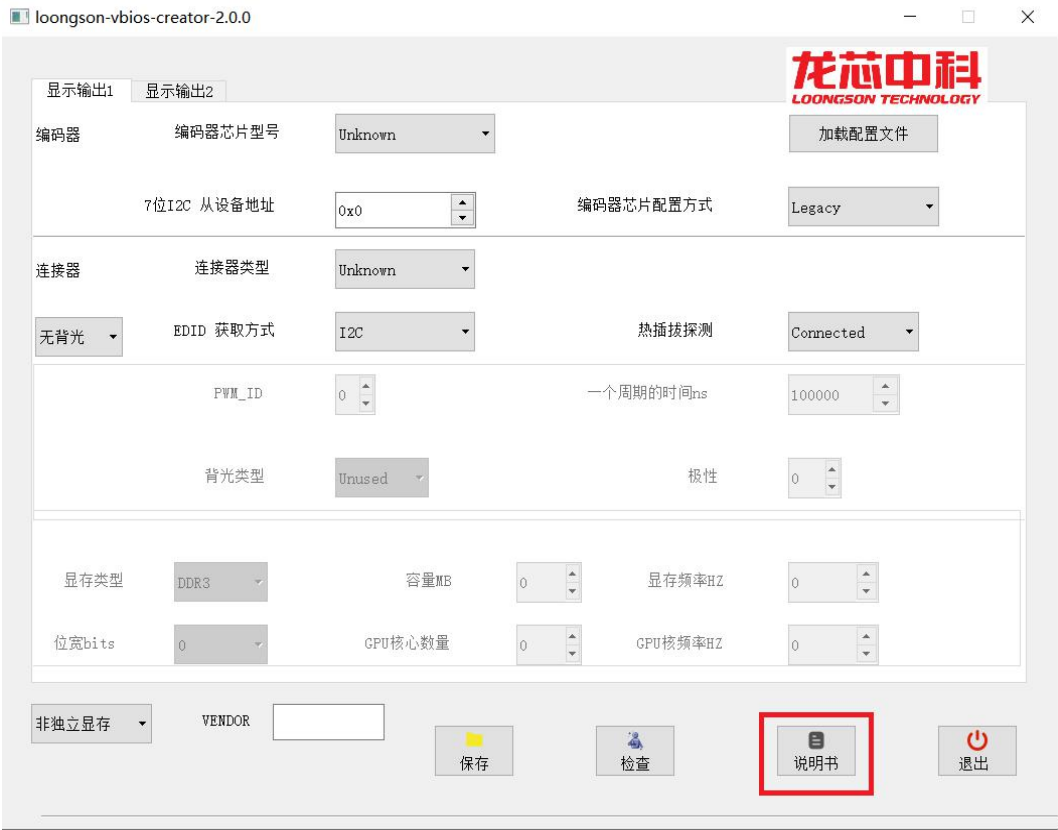 loongson-vbios-creator-2.0.0
龙芯中科
LOONGSON TECHNOLOGY
显示输出1 显示输出2
编码器 编码器芯片型号 Unknown 加载配置文件
7位I2C 从设备地址 0x0 编码器芯片配置方式 Legacy
连接器 连接器类型 Unknown
无背光 EDID 获取方式 I2C 热插拔探测 Connected
PWM_ID 0 一个周期的时间ns 100000
背光类型 Unused 极性 0
显存类型 DDR3 容量MB 0 显存频率HZ 0
位宽bits 0 GPU核心数量 0 GPU核频率HZ 0
非独立显存 VENDOR
保存 检查 说明书 退出